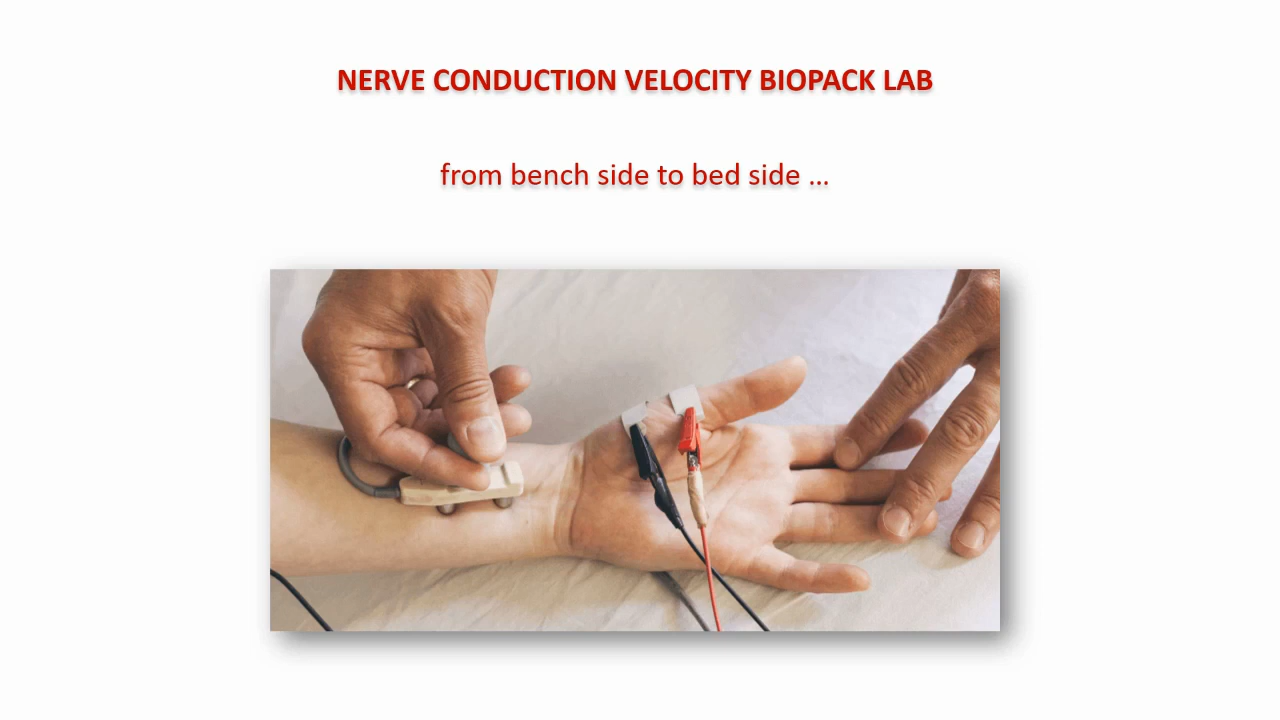 NERVE CONDUCTION VELOCITY BIOPACK LAB
from bench side to bed side ...